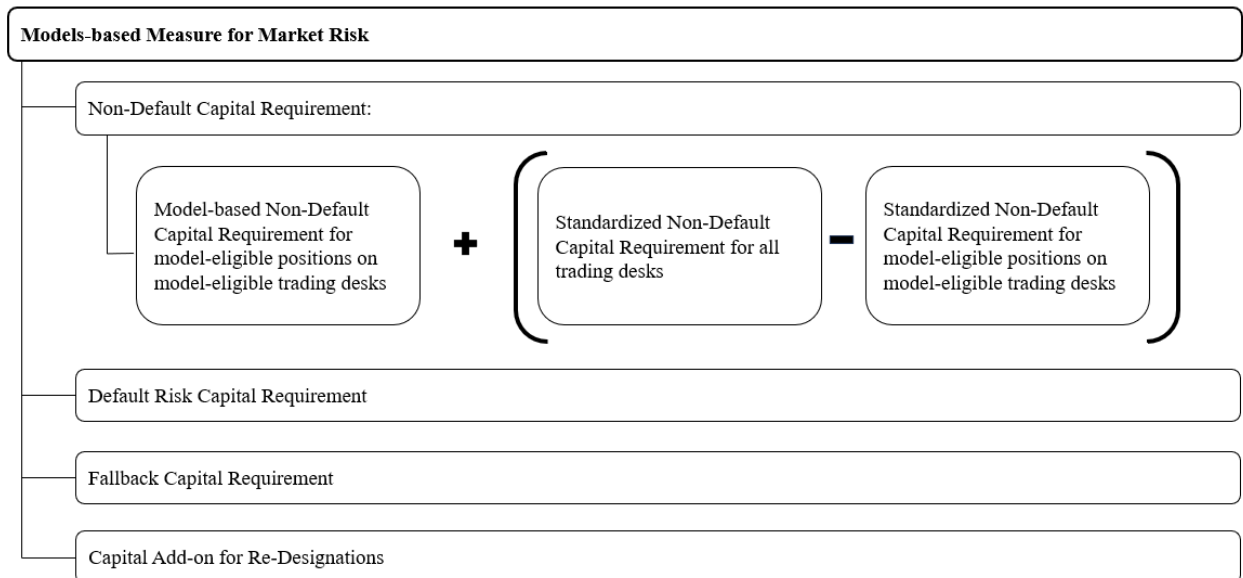 Models-based Measure for Market Risk
Non-Default Capital Requirement:
Model-based Non-Default
Capital Requirement for
model-eligible positions on
model-eligible trading desks
+
Standardized Non-Default
Capital Requirement for all
trading desks
-
Standardized Non-Default
Capital Requirement for
model-eligible positions on
model-eligible trading desks
Default Risk Capital Requirement
Fallback Capital Requirement
Capital Add-on for Re-Designations